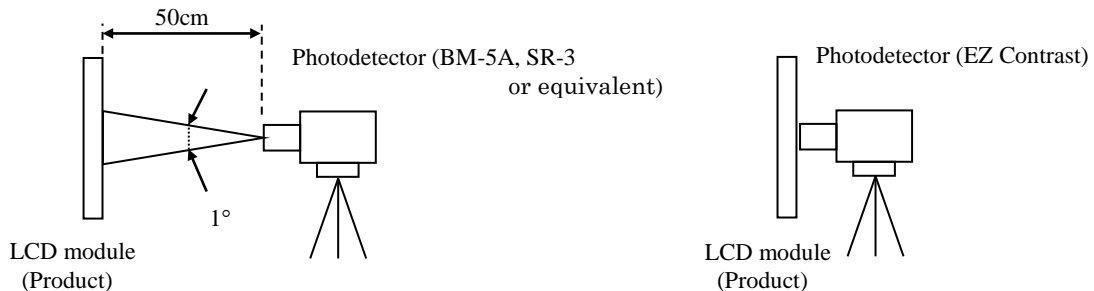 50cm
Photodetector (BM-5A, SR-3
or equivalent)
1°
LCD module
(Product)
Photodetector (EZ Contrast)
LCD module
(Product)